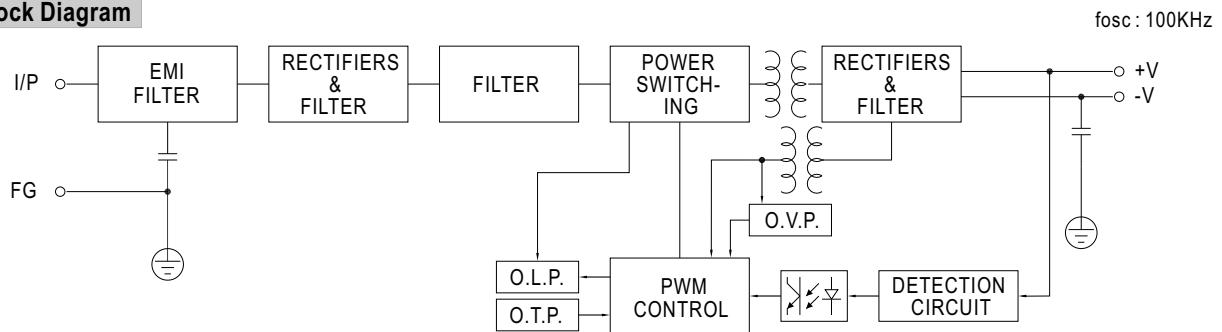 ock Diagram
fosc : 100KHz
I/P
EMI
FILTER
RECTIFIERS
&
FILTER
FILTER
POWER
SWITCH-
ING
RECTIFIERS
&
FILTER
+V
-V
FG
O.V.P.
O.L.P.
O.T.P.
PWM
CONTROL
DETECTION
CIRCUIT